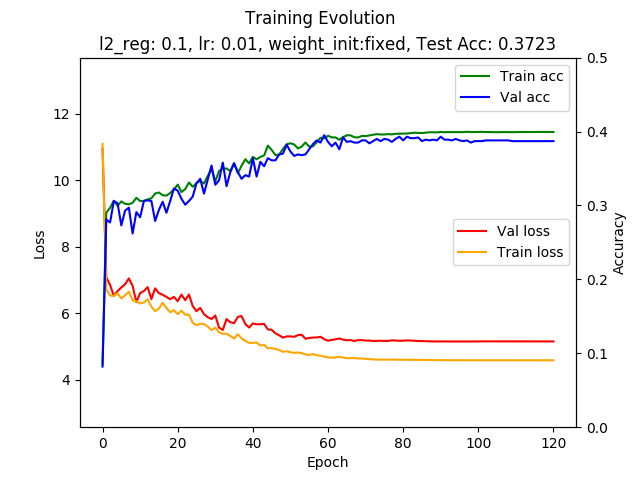 Training Evolution
l2_reg: 0.1, lr: 0.01, weight_init:fixed, Test Acc: 0.3723
Train acc
Val acc
Val loss
Train loss
Loss
12
10
8
6
4
Accuracy
0.5
0.4
0.3
0.2
0.1
0.0
0 20 40 60 80 100 120
Epoch